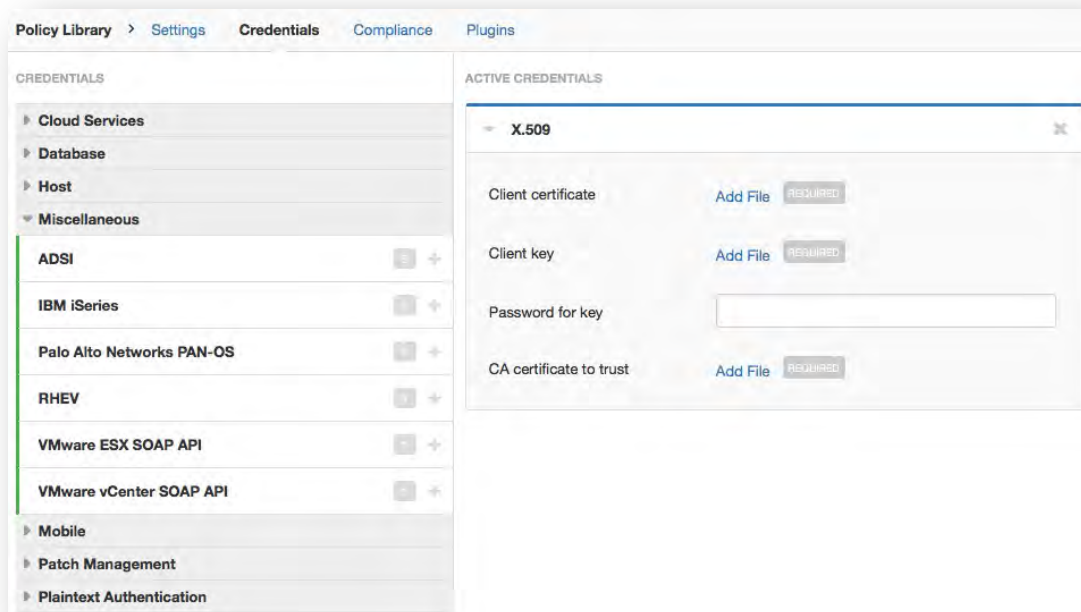 Policy Library > Settings Credentials Compliance Plugins
CREDENTIALS
Cloud Services
Database
Host
Miscellaneous
ADSI
IBM iSeries
Palo Alto Networks PAN-OS
RHEV
VMware ESX SOAP API
VMware vCenter SOAP API
Mobile
Patch Management
Plaintext Authentication
ACTIVE CREDENTIALS
X.509
Client certificate Add File REQUIRED
Client key Add File REQUIRED
Password for key
CA certificate to trust Add File REQUIRED